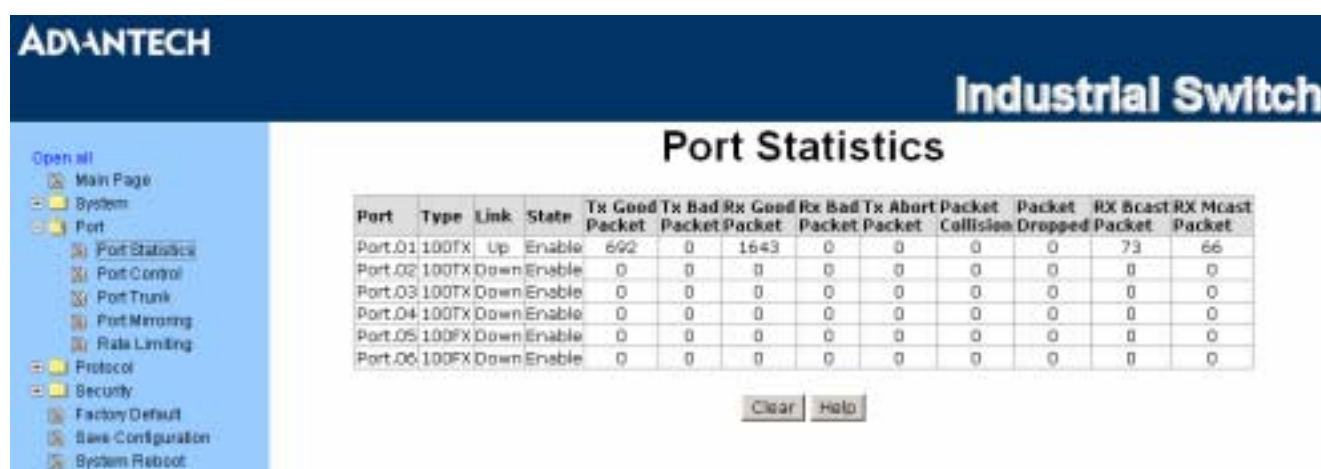 ADVANTECH
Industrial Switch
Open all
Main Page
System
Port
Port Statistics
Port Control
Port Trunk
Port Mirroring
Rate Limiting
Protocol
Security
Factory Default
Save Configuration
System Reboot
Port Statistics
Port Type Link State Tx Good Packet Tx Bad Packet Rx Good Packet Rx Bad Packet Tx Abort Packet Packet Collision Packet Dropped RX Bcast Packet RX Mcast Packet
Port.01 100TX Up Enable 692 0 1643 0 0 0 0 73 66
Port.02 100TX Down Enable 0 0 0 0 0 0 0 0 0
Port.03 100TX Down Enable 0 0 0 0 0 0 0 0 0
Port.04 100TX Down Enable 0 0 0 0 0 0 0 0 0
Port.05 100FX Down Enable 0 0 0 0 0 0 0 0 0
Port.06 100FX Down Enable 0 0 0 0 0 0 0 0 0
Clear Help